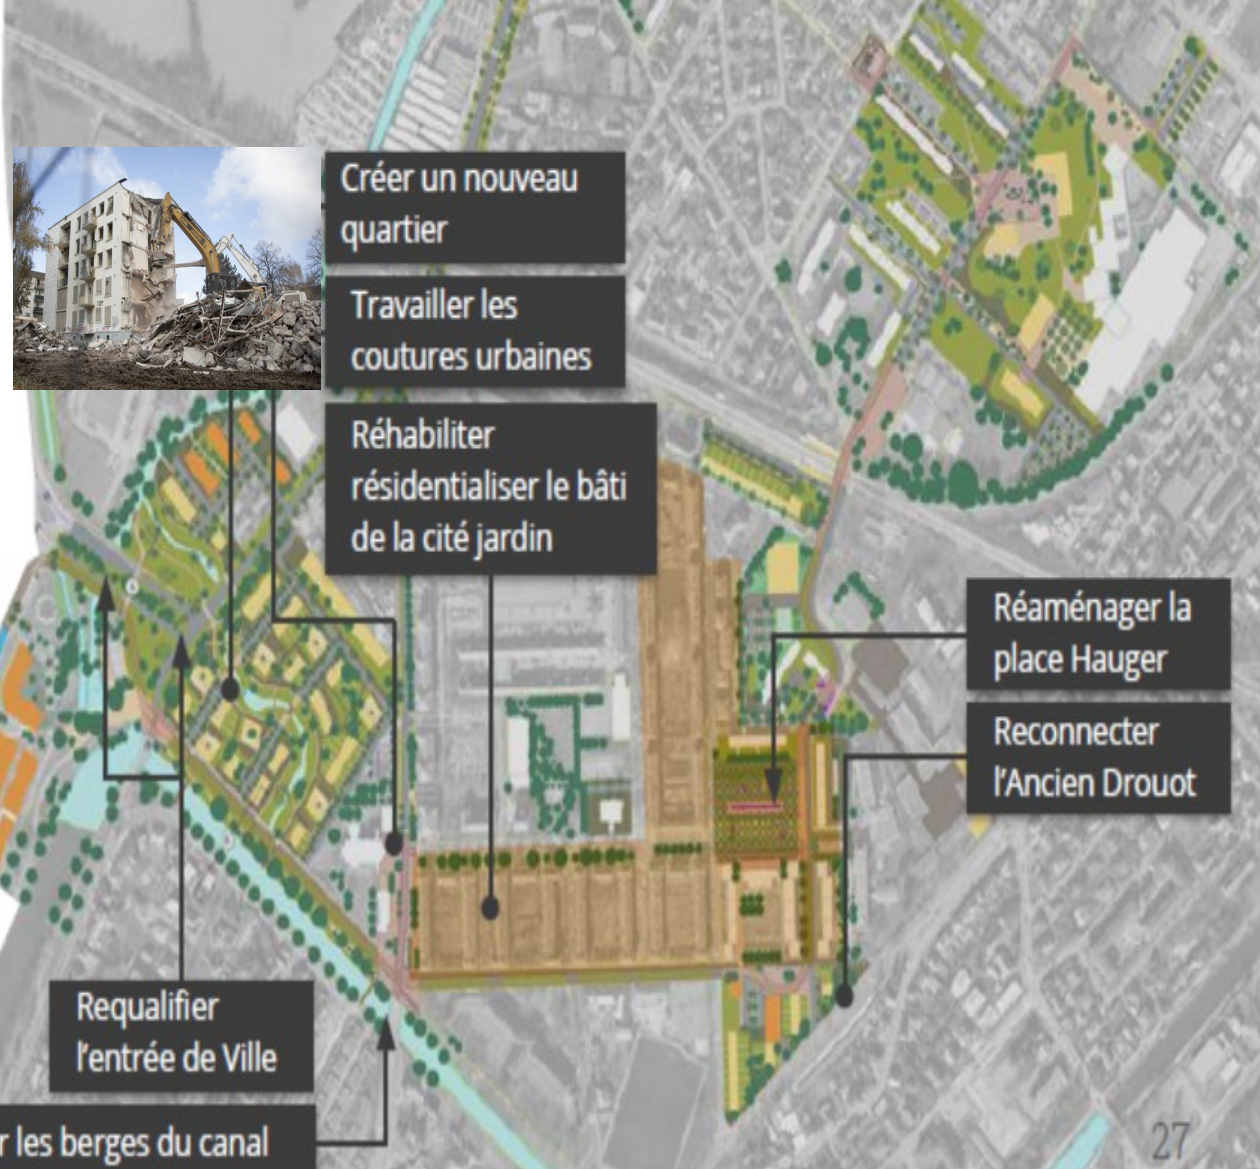 Créer un nouveau
quartier
Travailler les
coutures urbaines
Réhabiliter
résidentialiser le bâti
de la cité jardin
Réaménager la
place Hauger
Reconnecter
l'Ancien Drouot
Requalifier
l'entrée de Ville
r les berges du canal
27